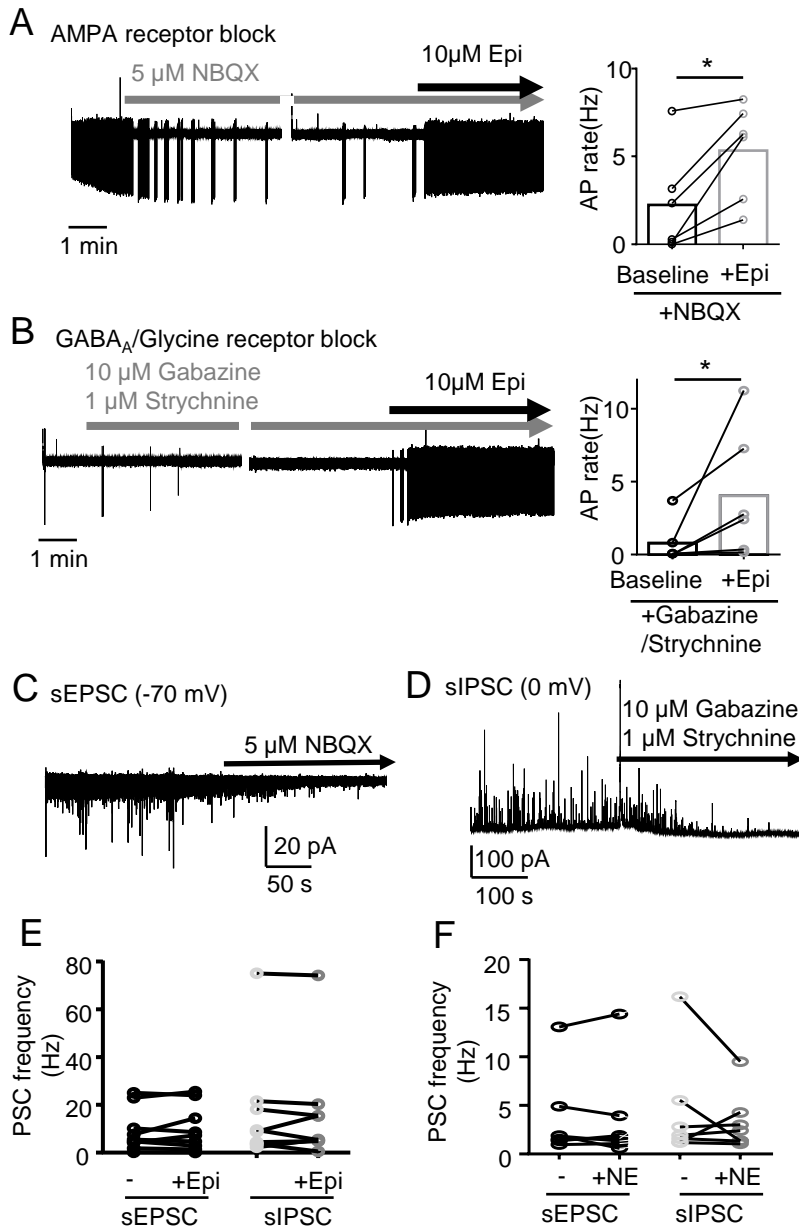 A AMPA receptor block
5 µM NBQX
10µM Epi
1 min
AP rate(Hz)
10
5
0
*
Baseline +Epi
+NBQX
B GABAA/Glycine receptor block
10 µM Gabazine
1 µM Strychnine
10µM Epi
1 min
AP rate(Hz)
10
5
0
*
Baseline +Epi
+Gabazine
/Strychnine
C sEPSC (-70 mV)
5 µM NBQX
20 pA
50 s
D sIPSC (0 mV)
10 µM Gabazine
1 µM Strychnine
100 pA
100 s
E
PSC frequency
(Hz)
80
60
40
20
0
- +Epi - +Epi
sEPSC sIPSC
F
PSC frequency
(Hz)
20
15
10
5
0
- +NE - +NE
sEPSC sIPSC